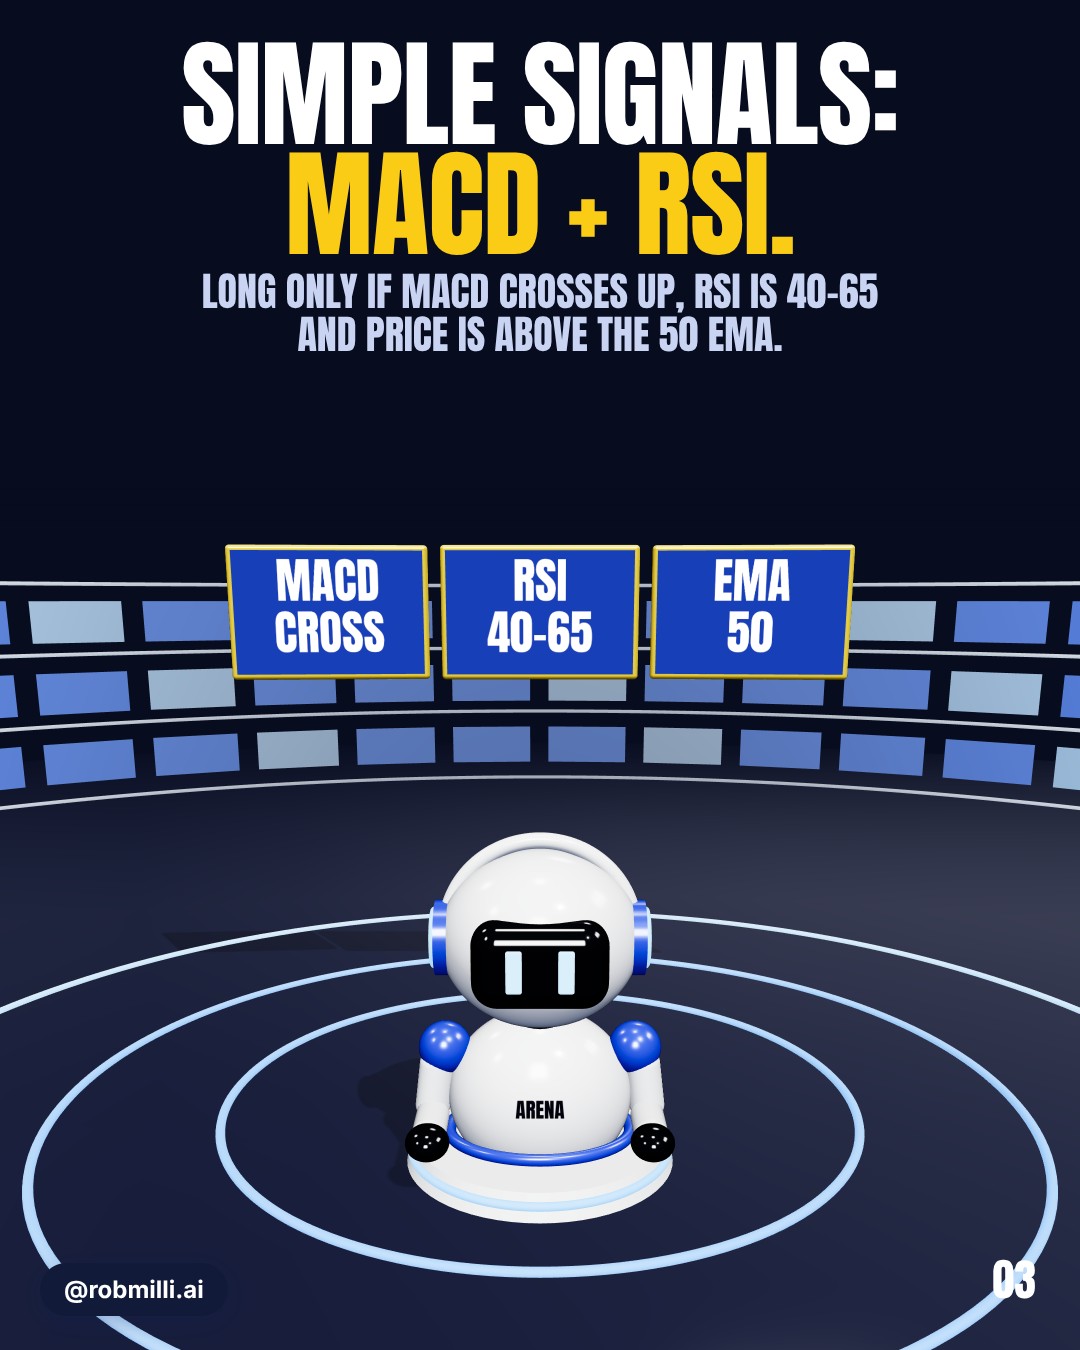 SIMPLE SIGNALS:
MACD + RSI.
LONG ONLY IF MACD CROSSES UP, RSI IS 40-65
AND PRICE IS ABOVE THE 50 EMA.
MACD
CROSS
RSI
40-65
EMA
50
ARENA
@robmilli.ai
03